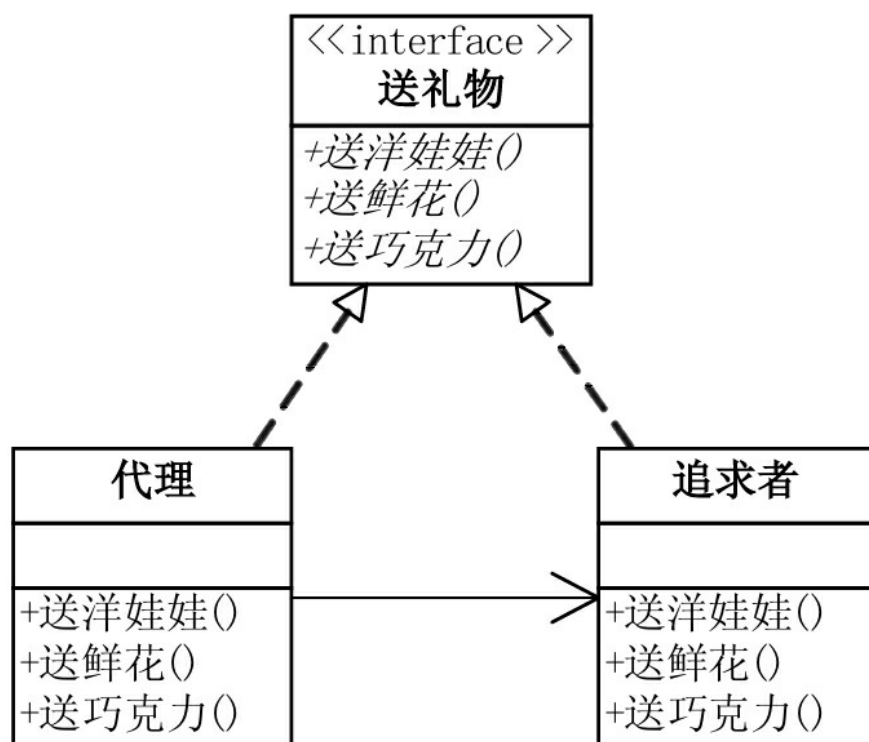 <<interface >>
送礼物
+送洋娃娃()
+送鲜花()
+送巧克力()
代理
+送洋娃娃()
+送鲜花()
+送巧克力()
追求者
+送洋娃娃()
+送鲜花()
+送巧克力()